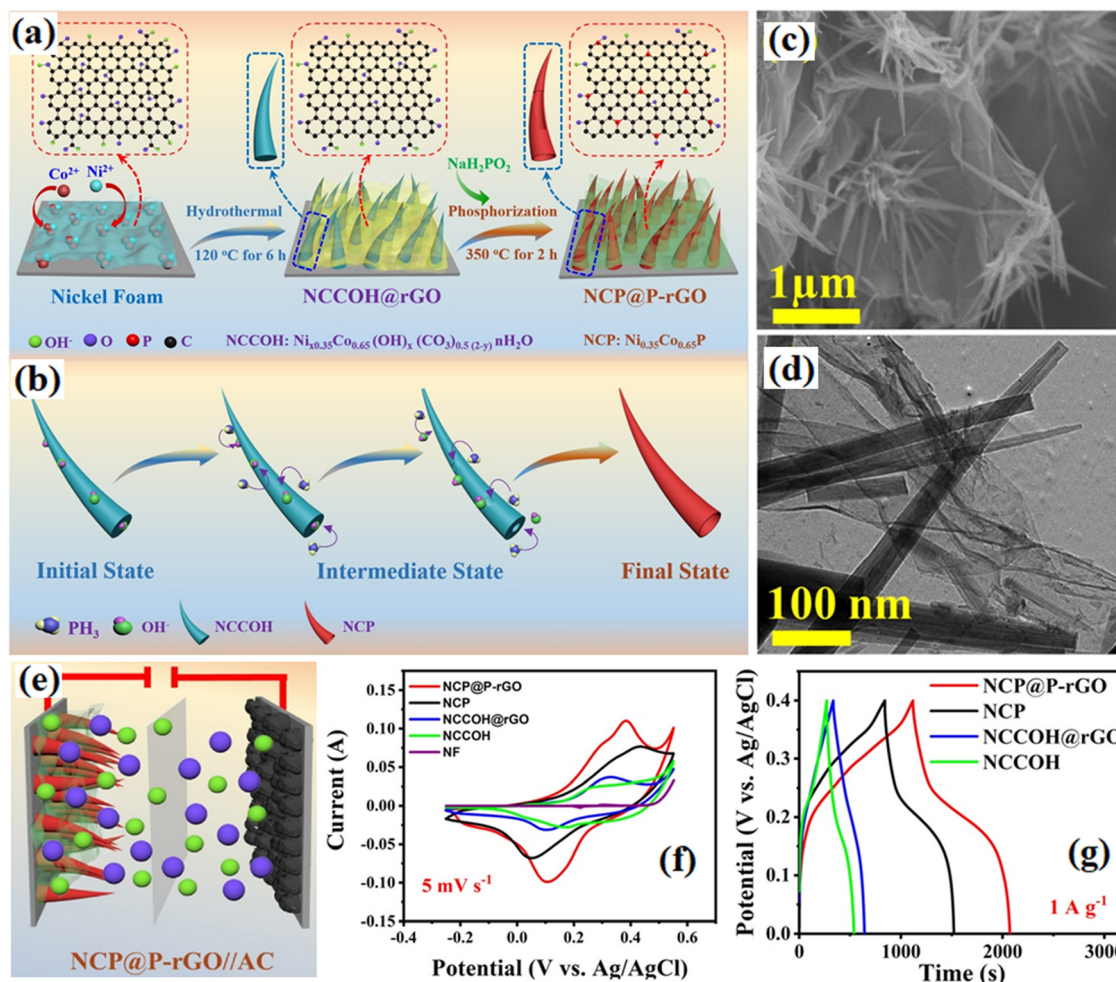 (a)
Co²⁺ Ni²⁺
NaH₂PO₂
Hydrothermal
120 °C for 6 h
Phosphorization
350 °C for 2 h
Nickel Foam
NCCOH@rGO
NCP@P-rGO
OH⁻ O P C
NCCOH: Niₓ₀.₃₅Co₀.₆₅ (OH)ₓ (CO₃)₀.₅ ₍₂₋ᵧ₎ nH₂O
NCP: Ni₀.₃₅Co₀.₆₅P
(b)
Initial State
Intermediate State
Final State
PH₃ OH⁻ NCCOH NCP
(c)
1µm
(d)
100 nm
(e)
NCP@P-rGO//AC
NCP@P-rGO
NCP
NCCOH@rGO
NCCOH
NF
0.15
0.10
0.05
0.00
-0.05
-0.10
-0.15
Current (A)
5 mV s⁻¹
(f)
-0.4 -0.2 0.0 0.2 0.4 0.6
Potential (V vs. Ag/AgCl)
NCP@P-rGO
NCP
NCCOH@rGO
NCCOH
0.4
0.3
0.2
0.1
0.0
Potential (V vs. Ag/AgCl)
(g)
1 A g⁻¹
0 1000 2000 3000
Time (s)